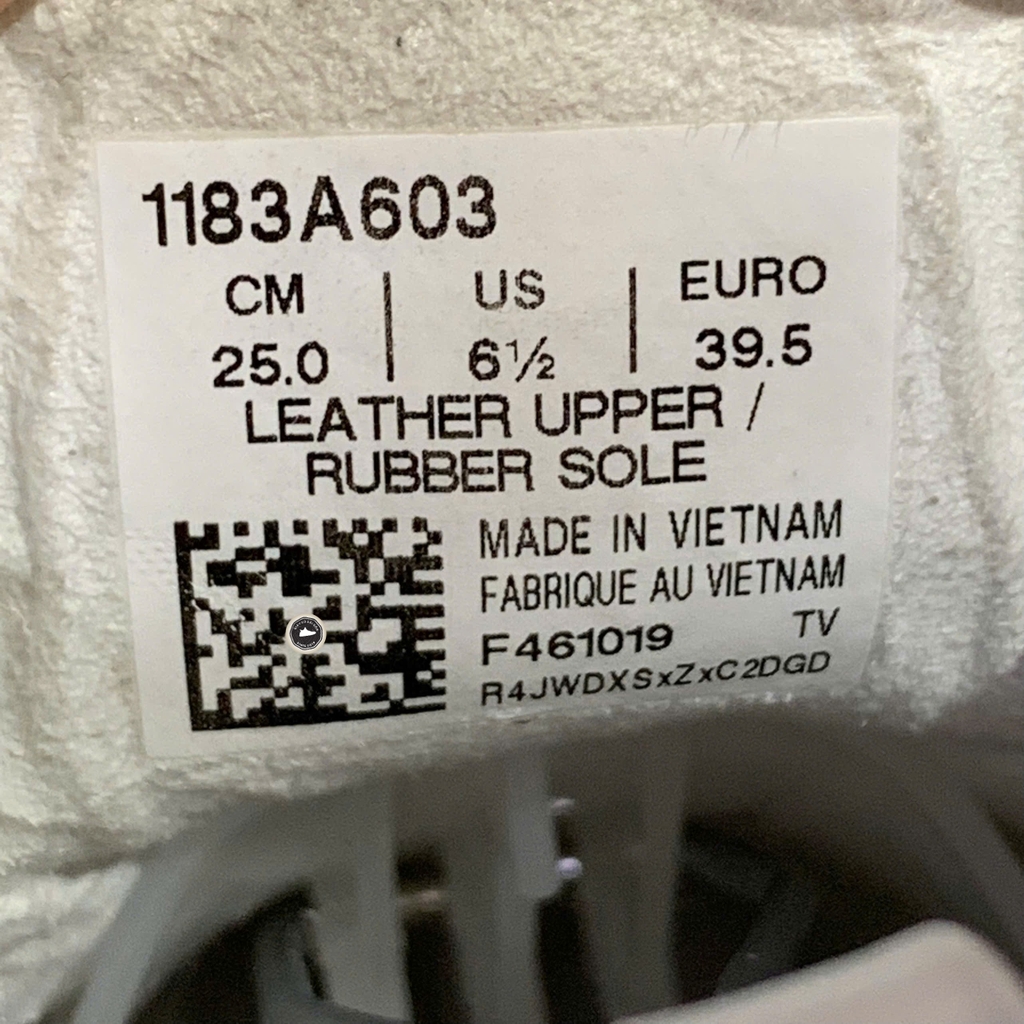 1183A603
CM | US | EURO
25.0 | 6½ | 39.5
LEATHER UPPER /
RUBBER SOLE
MADE IN VIETNAM
FABRIQUE AU VIETNAM
F461019 TV
R4JWDXSxZxC2DGD